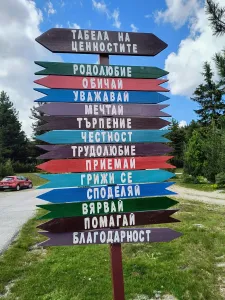 ТАБЕЛА НА
ЦЕННОСТИТЕ
РОДОЛЮБИЕ
ОБИЧАЙ
УВАЖАВАЙ
МЕЧТАЙ
ТЪРПЕНИЕ
ЧЕСТНОСТ
ТРУДОЛЮБИЕ
ПРИЕМАЙ
ГРИЖИ СЕ
СПОДЕЛЯЙ
ВЯРВАЙ
ПОМАГАЙ
БЛАГОДАРНОСТ